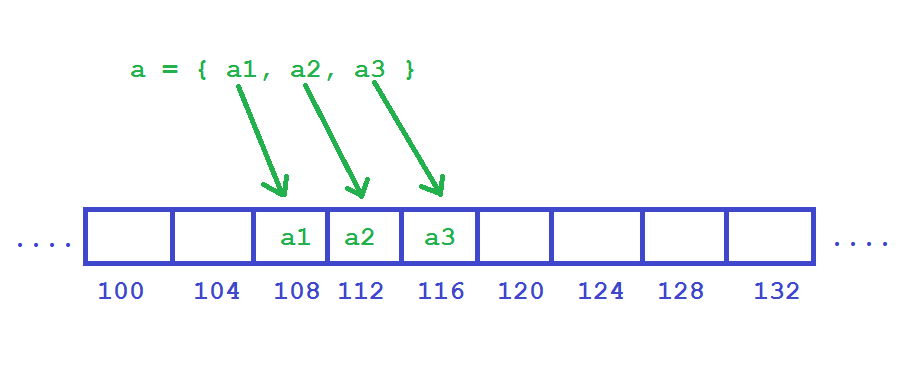 a = { a1, a2, a3 }
.... a1 a2 a3 ....
100 104 108 112 116 120 124 128 132